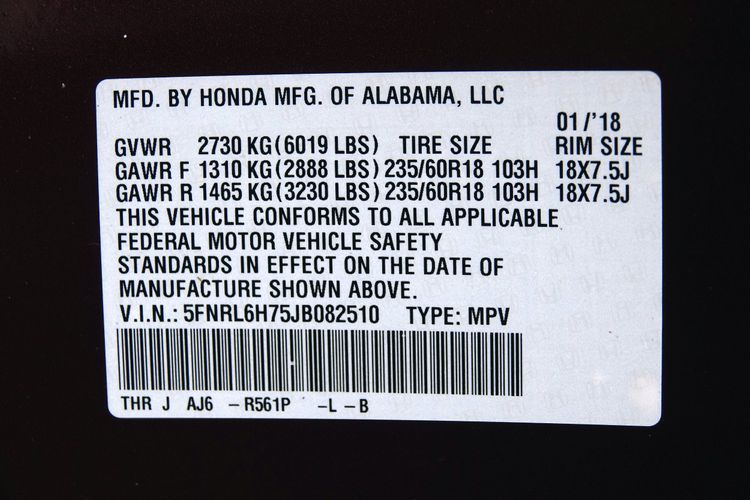 MFD. BY HONDA MFG. OF ALABAMA, LLC
01/'18
GVWR 2730 KG(6019 LBS) TIRE SIZE RIM SIZE
GAWR F 1310 KG(2888 LBS) 235/60R18 103H 18X7.5J
GAWR R 1465 KG(3230 LBS) 235/60R18 103H 18X7.5J
THIS VEHICLE CONFORMS TO ALL APPLICABLE
FEDERAL MOTOR VEHICLE SAFETY
STANDARDS IN EFFECT ON THE DATE OF
MANUFACTURE SHOWN ABOVE.
V.I.N.: 5FNRL6H75JB082510 TYPE: MPV
THR J AJ6 -R561P -L-B